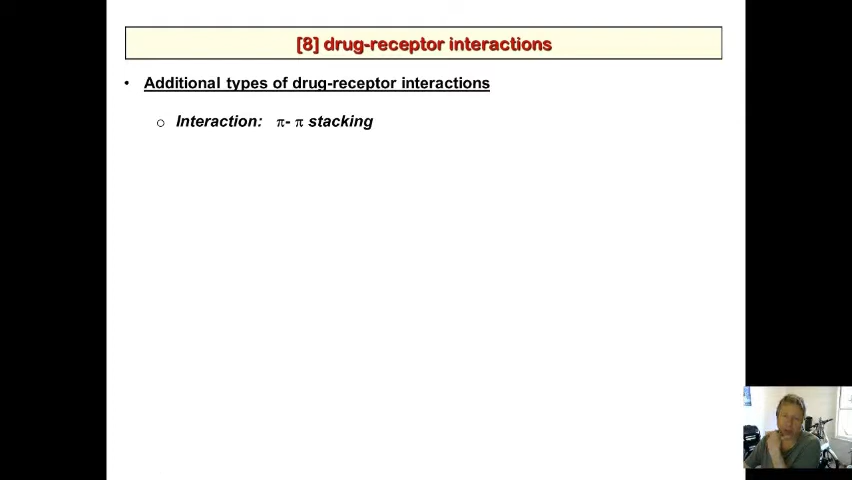 [8] drug-receptor interactions
• Additional types of drug-receptor interactions
o Interaction: π- π stacking